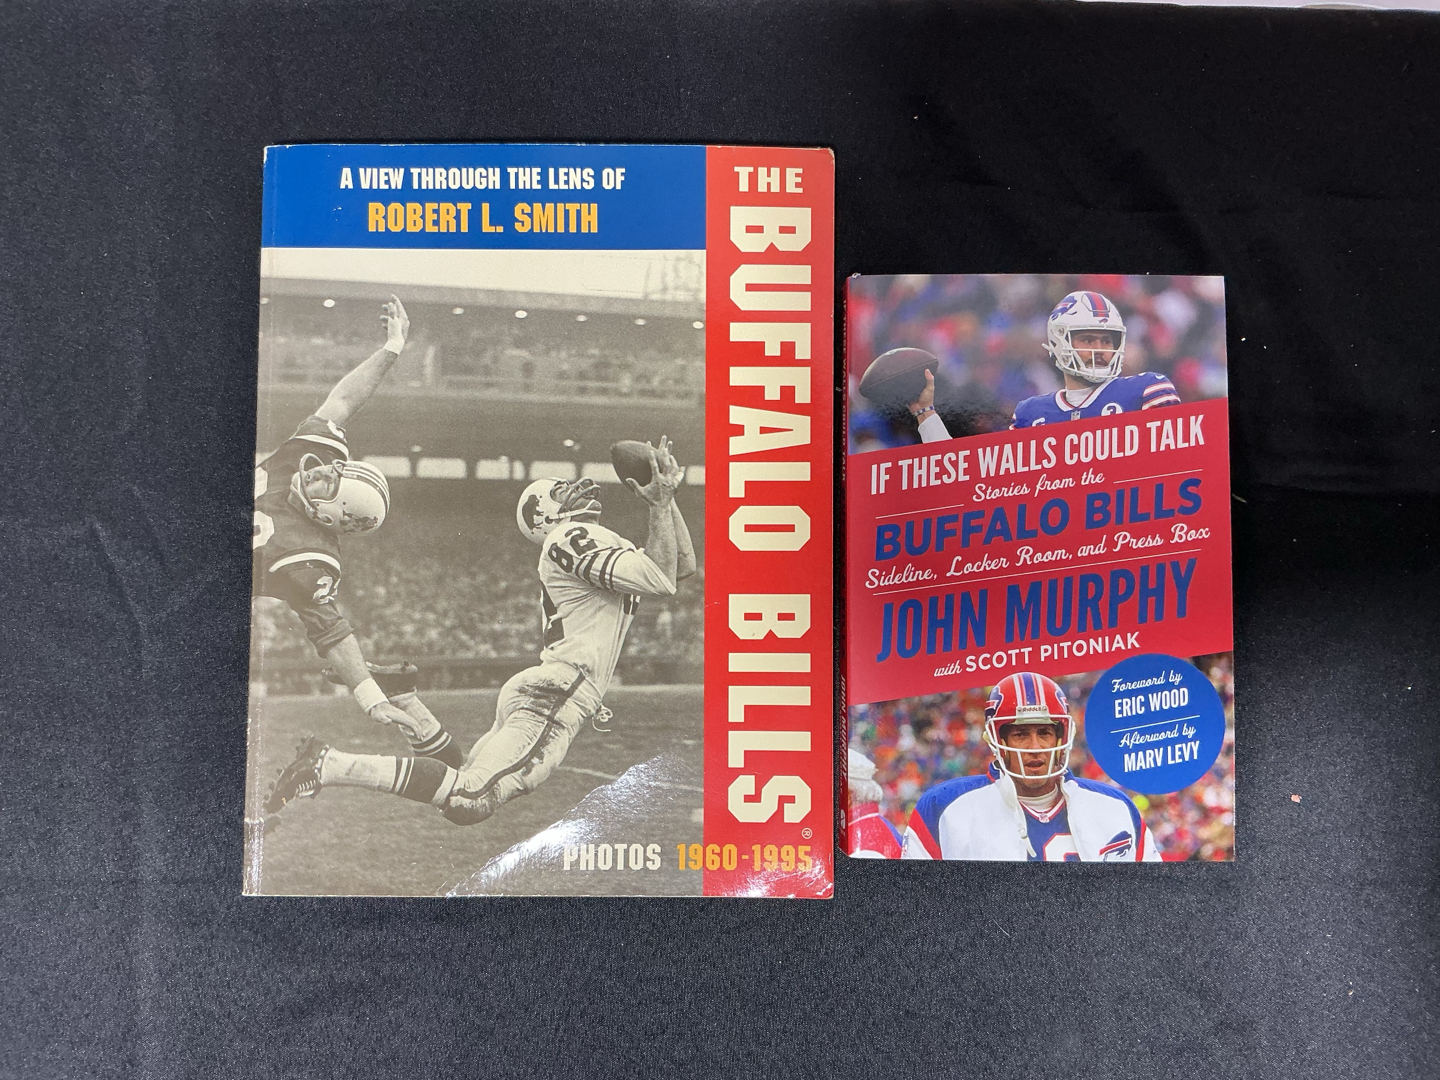 A VIEW THROUGH THE LENS OF
ROBERT L. SMITH
THE BUFFALO BILLS®
82
PHOTOS 1960-1995
IF THESE WALLS COULD TALK
Stories from the
BUFFALO BILLS
Sideline, Locker Room, and Press Box
JOHN MURPHY
with SCOTT PITONIAK
Foreword by
ERIC WOOD
Afterword by
MARV LEVY
Riddell